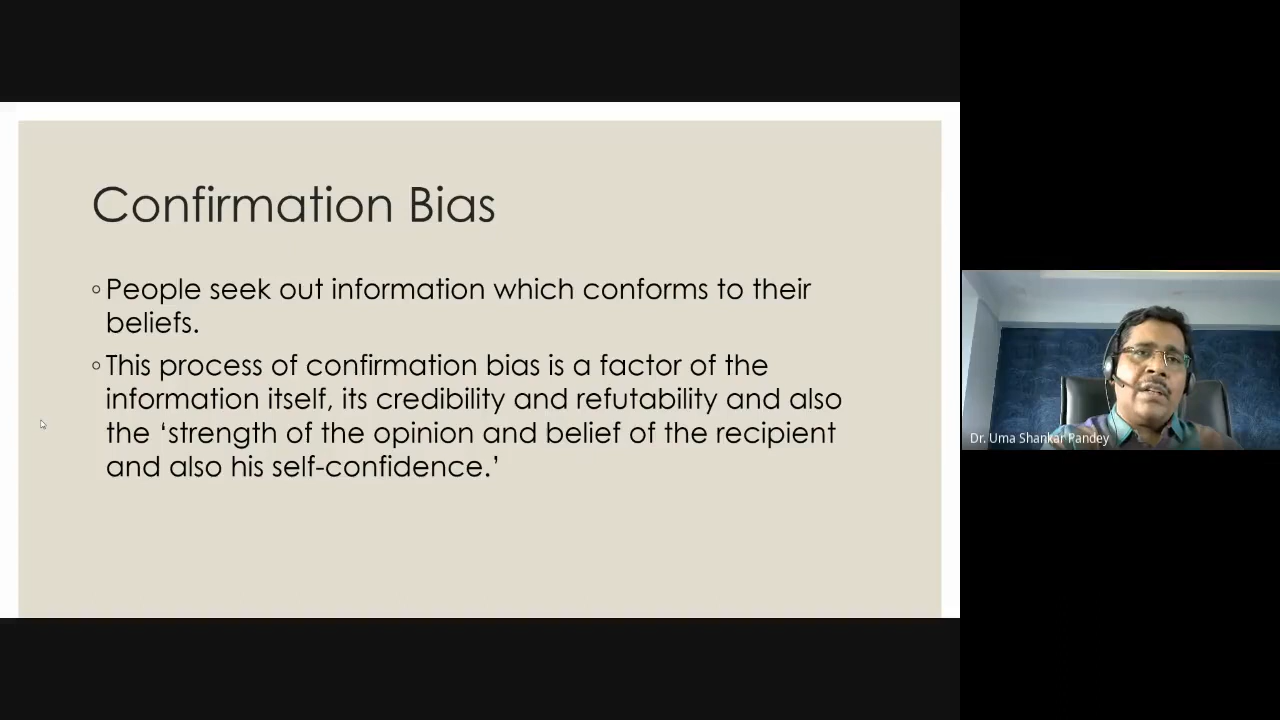 Confirmation Bias
◦People seek out information which conforms to their
beliefs.
◦This process of confirmation bias is a factor of the
information itself, its credibility and refutability and also
the ‘strength of the opinion and belief of the recipient
and also his self-confidence.’
Dr. Uma Shankar Pandey